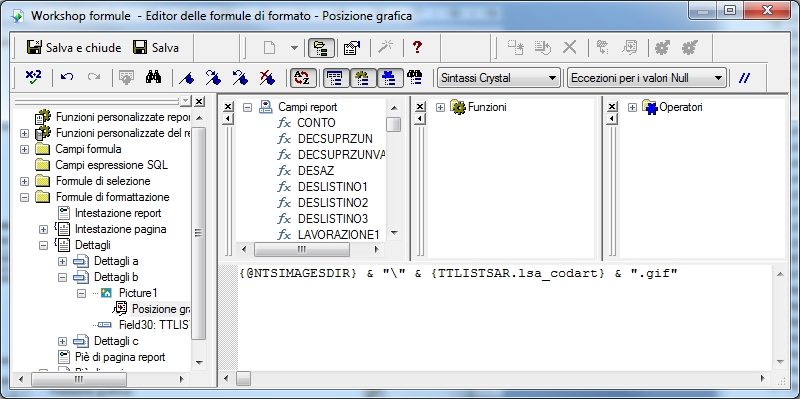 Workshop formule - Editor delle formule di formato - Posizione grafica
Salva e chiude Salva
Sintassi Crystal Eccezioni per i valori Null
Funzioni personalizzate repo
Funzioni personalizzate del re
Campi formula
Campi espressione SQL
Formule di selezione
Formule di formattazione
Intestazione report
Intestazione pagina
Dettagli
Dettagli a
Dettagli b
Picture1
Posizione gra
Field30: TTLIST
Dettagli c
Piè di pagina report
Campi report
CONTO
DECSUPRZUN
DECSUPRZUNVA
DESAZ
DESLISTINO1
DESLISTINO2
DESLISTINO3
LAVORAZIONE1
Funzioni
Operatori
{@NTSIMAGESDIR} & "\" & {TTLISTSAR.lsa_codart} & ".gif"